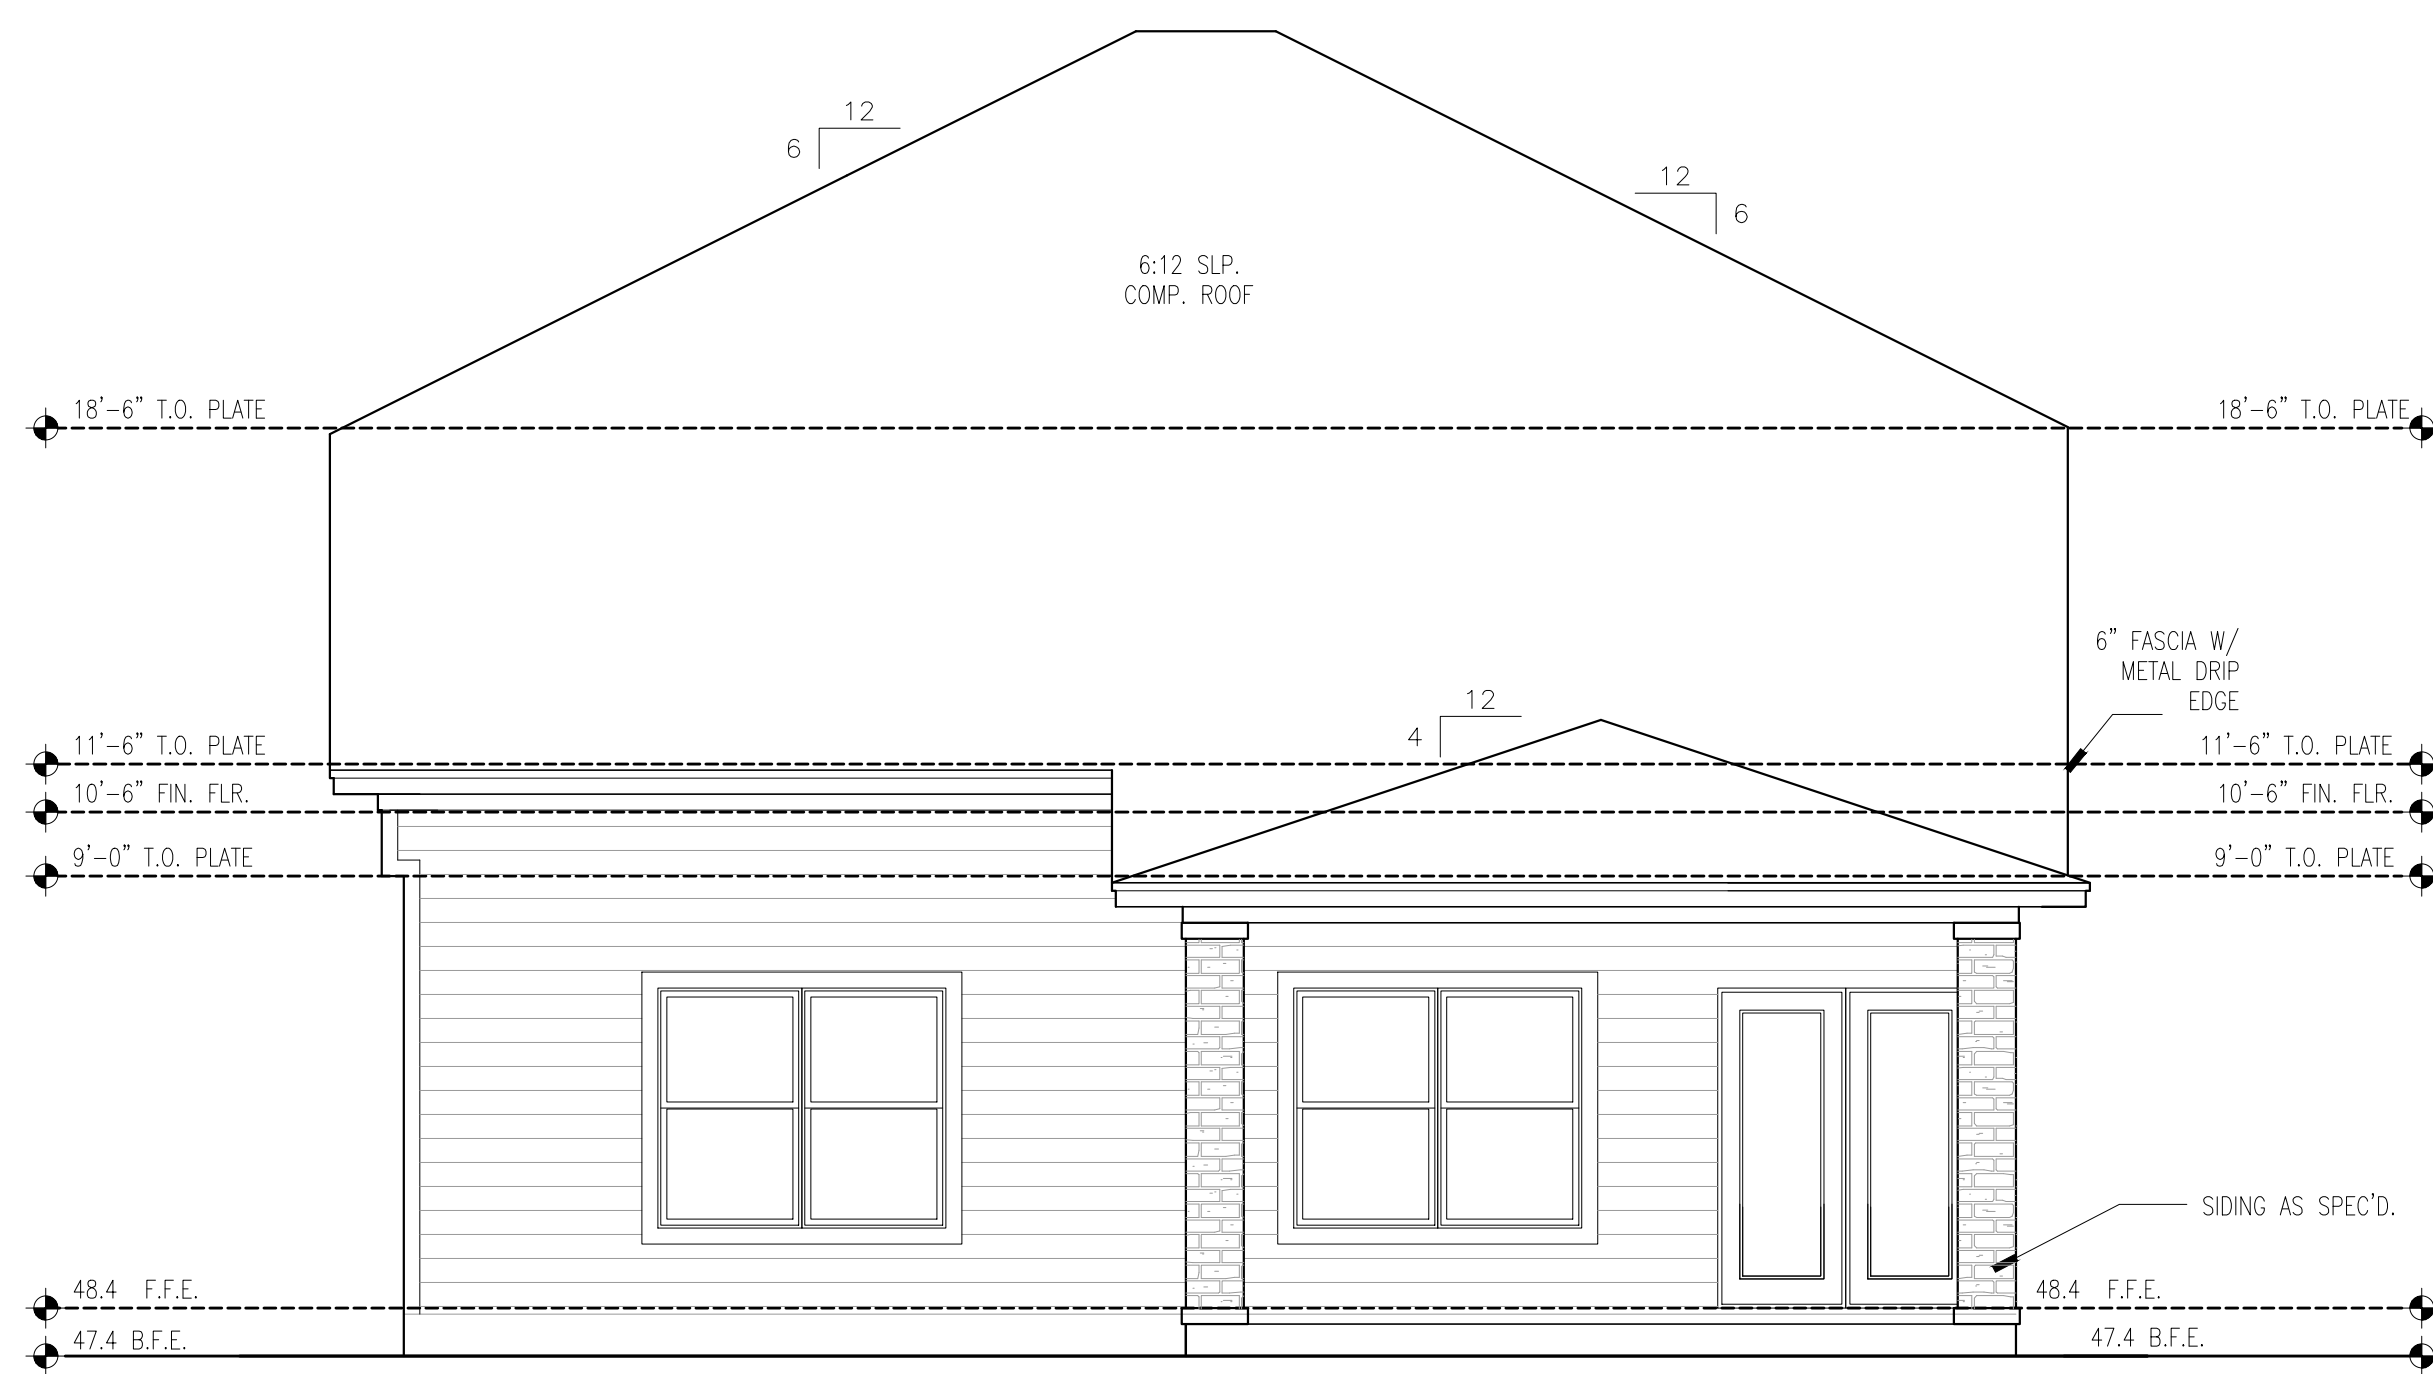 12
6
12
6
6:12 SLP.
COMP. ROOF
18'-6" T.O. PLATE
18'-6" T.O. PLATE
6" FASCIA W/
METAL DRIP
EDGE
12
4
11'-6" T.O. PLATE
11'-6" T.O. PLATE
10'-6" FIN. FLR.
10'-6" FIN. FLR.
9'-0" T.O. PLATE
9'-0" T.O. PLATE
SIDING AS SPEC'D.
48.4 F.F.E.
48.4 F.F.E.
47.4 B.F.E.
47.4 B.F.E.